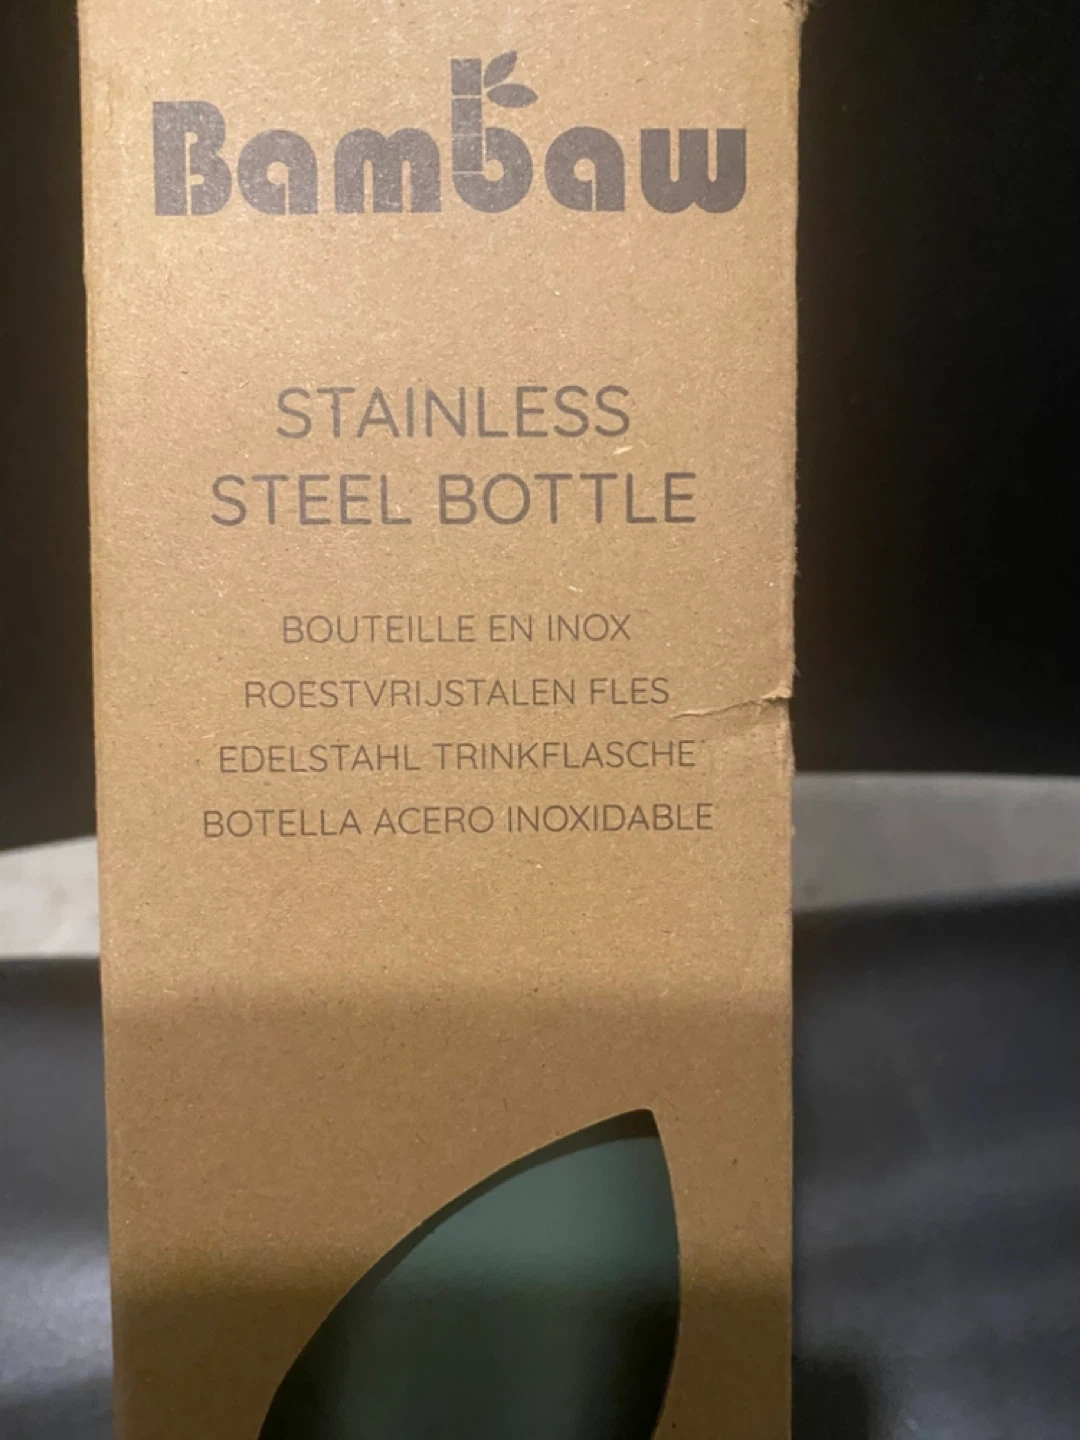 Bambaw
STAINLESS
STEEL BOTTLE
BOUTEILLE EN INOX
ROESTVRIJSTALEN FLES
EDELSTAHL TRINKFLASCHE
BOTELLA ACERO INOXIDABLE